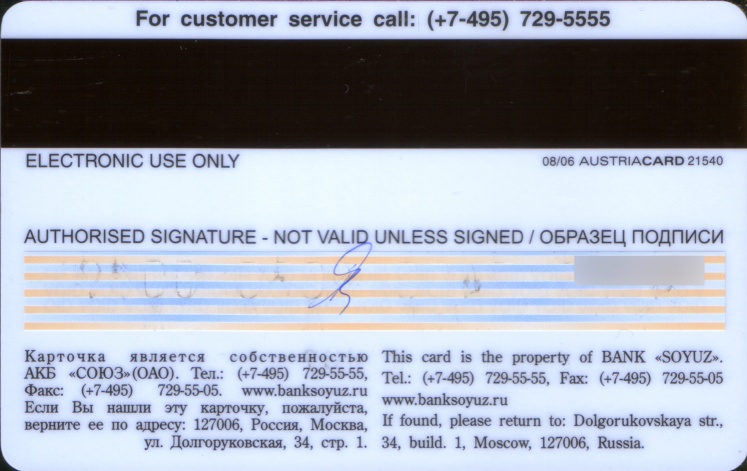 For customer service call: (+7-495) 729-5555
ELECTRONIC USE ONLY
08/06 AUSTRIACARD 21540
AUTHORISED SIGNATURE - NOT VALID UNLESS SIGNED / ОБРАЗЕЦ ПОДПИСИ
Карточка является собственностью
АКБ «СОЮЗ»(ОАО). Тел.: (+7-495) 729-55-55,
Факс: (+7-495) 729-55-05. www.banksoyuz.ru
Если Вы нашли эту карточку, пожалуйста,
верните ее по адресу: 127006, Россия, Москва,
ул. Долгоруковская, 34, стр. 1.
This card is the property of BANK «SOYUZ».
Tel.: (+7-495) 729-55-55, Fax: (+7-495) 729-55-05
www.banksoyuz.ru
If found, please return to: Dolgorukovskaya str.,
34, build. 1, Moscow, 127006, Russia.